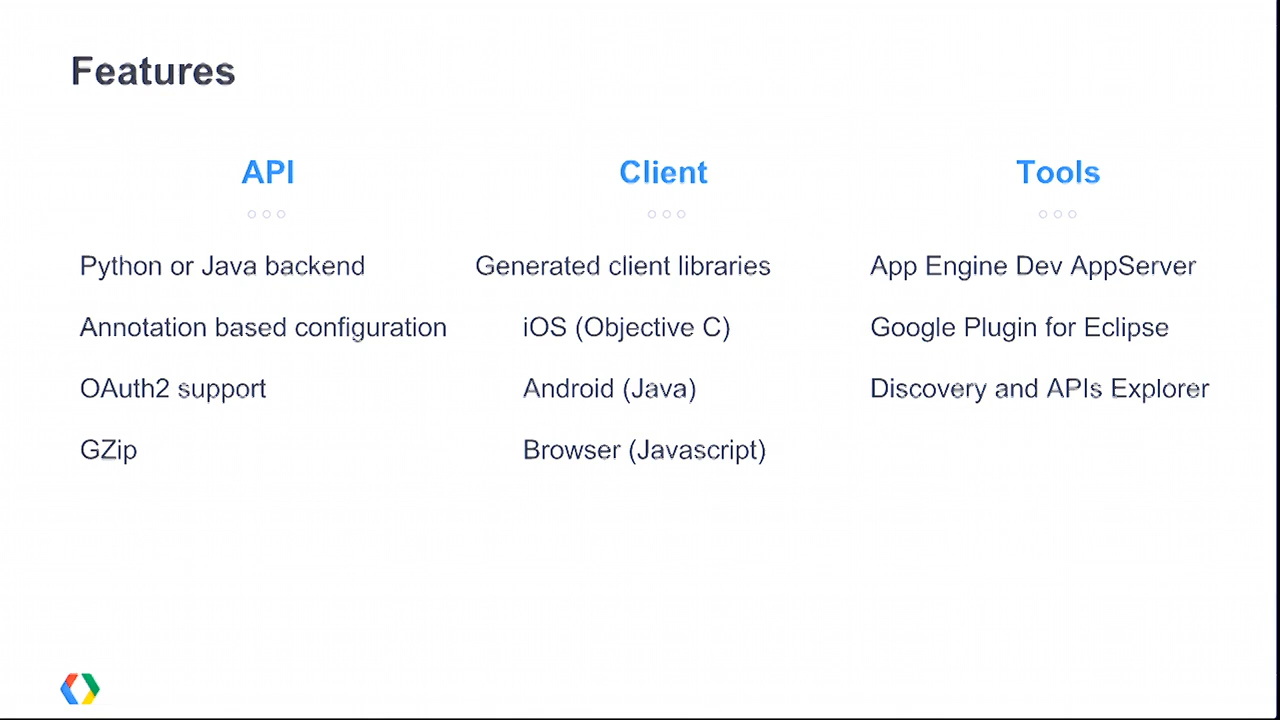 Features
API
Python or Java backend
Annotation based configuration
OAuth2 support
GZip
Client
Generated client libraries
iOS (Objective C)
Android (Java)
Browser (Javascript)
Tools
App Engine Dev AppServer
Google Plugin for Eclipse
Discovery and APIs Explorer